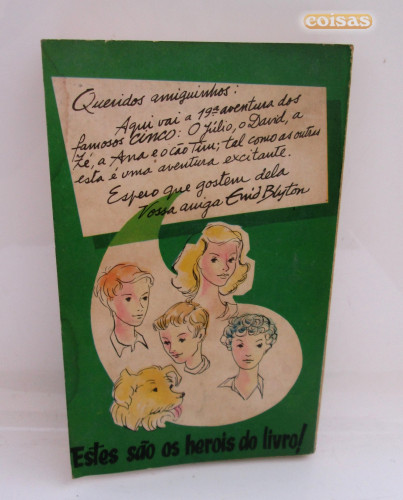 coisas
Queridos amiguinhos:
Aqui vai a 19ª aventura dos
famosos CINCO: O Júlio, o David, a
Zé, a Ana e o cão Tim; tal como as outras
esta é uma aventura excitante.
Espero que gostem dela
Vossa amiga Enid Blyton
Estes são os herois do livro!